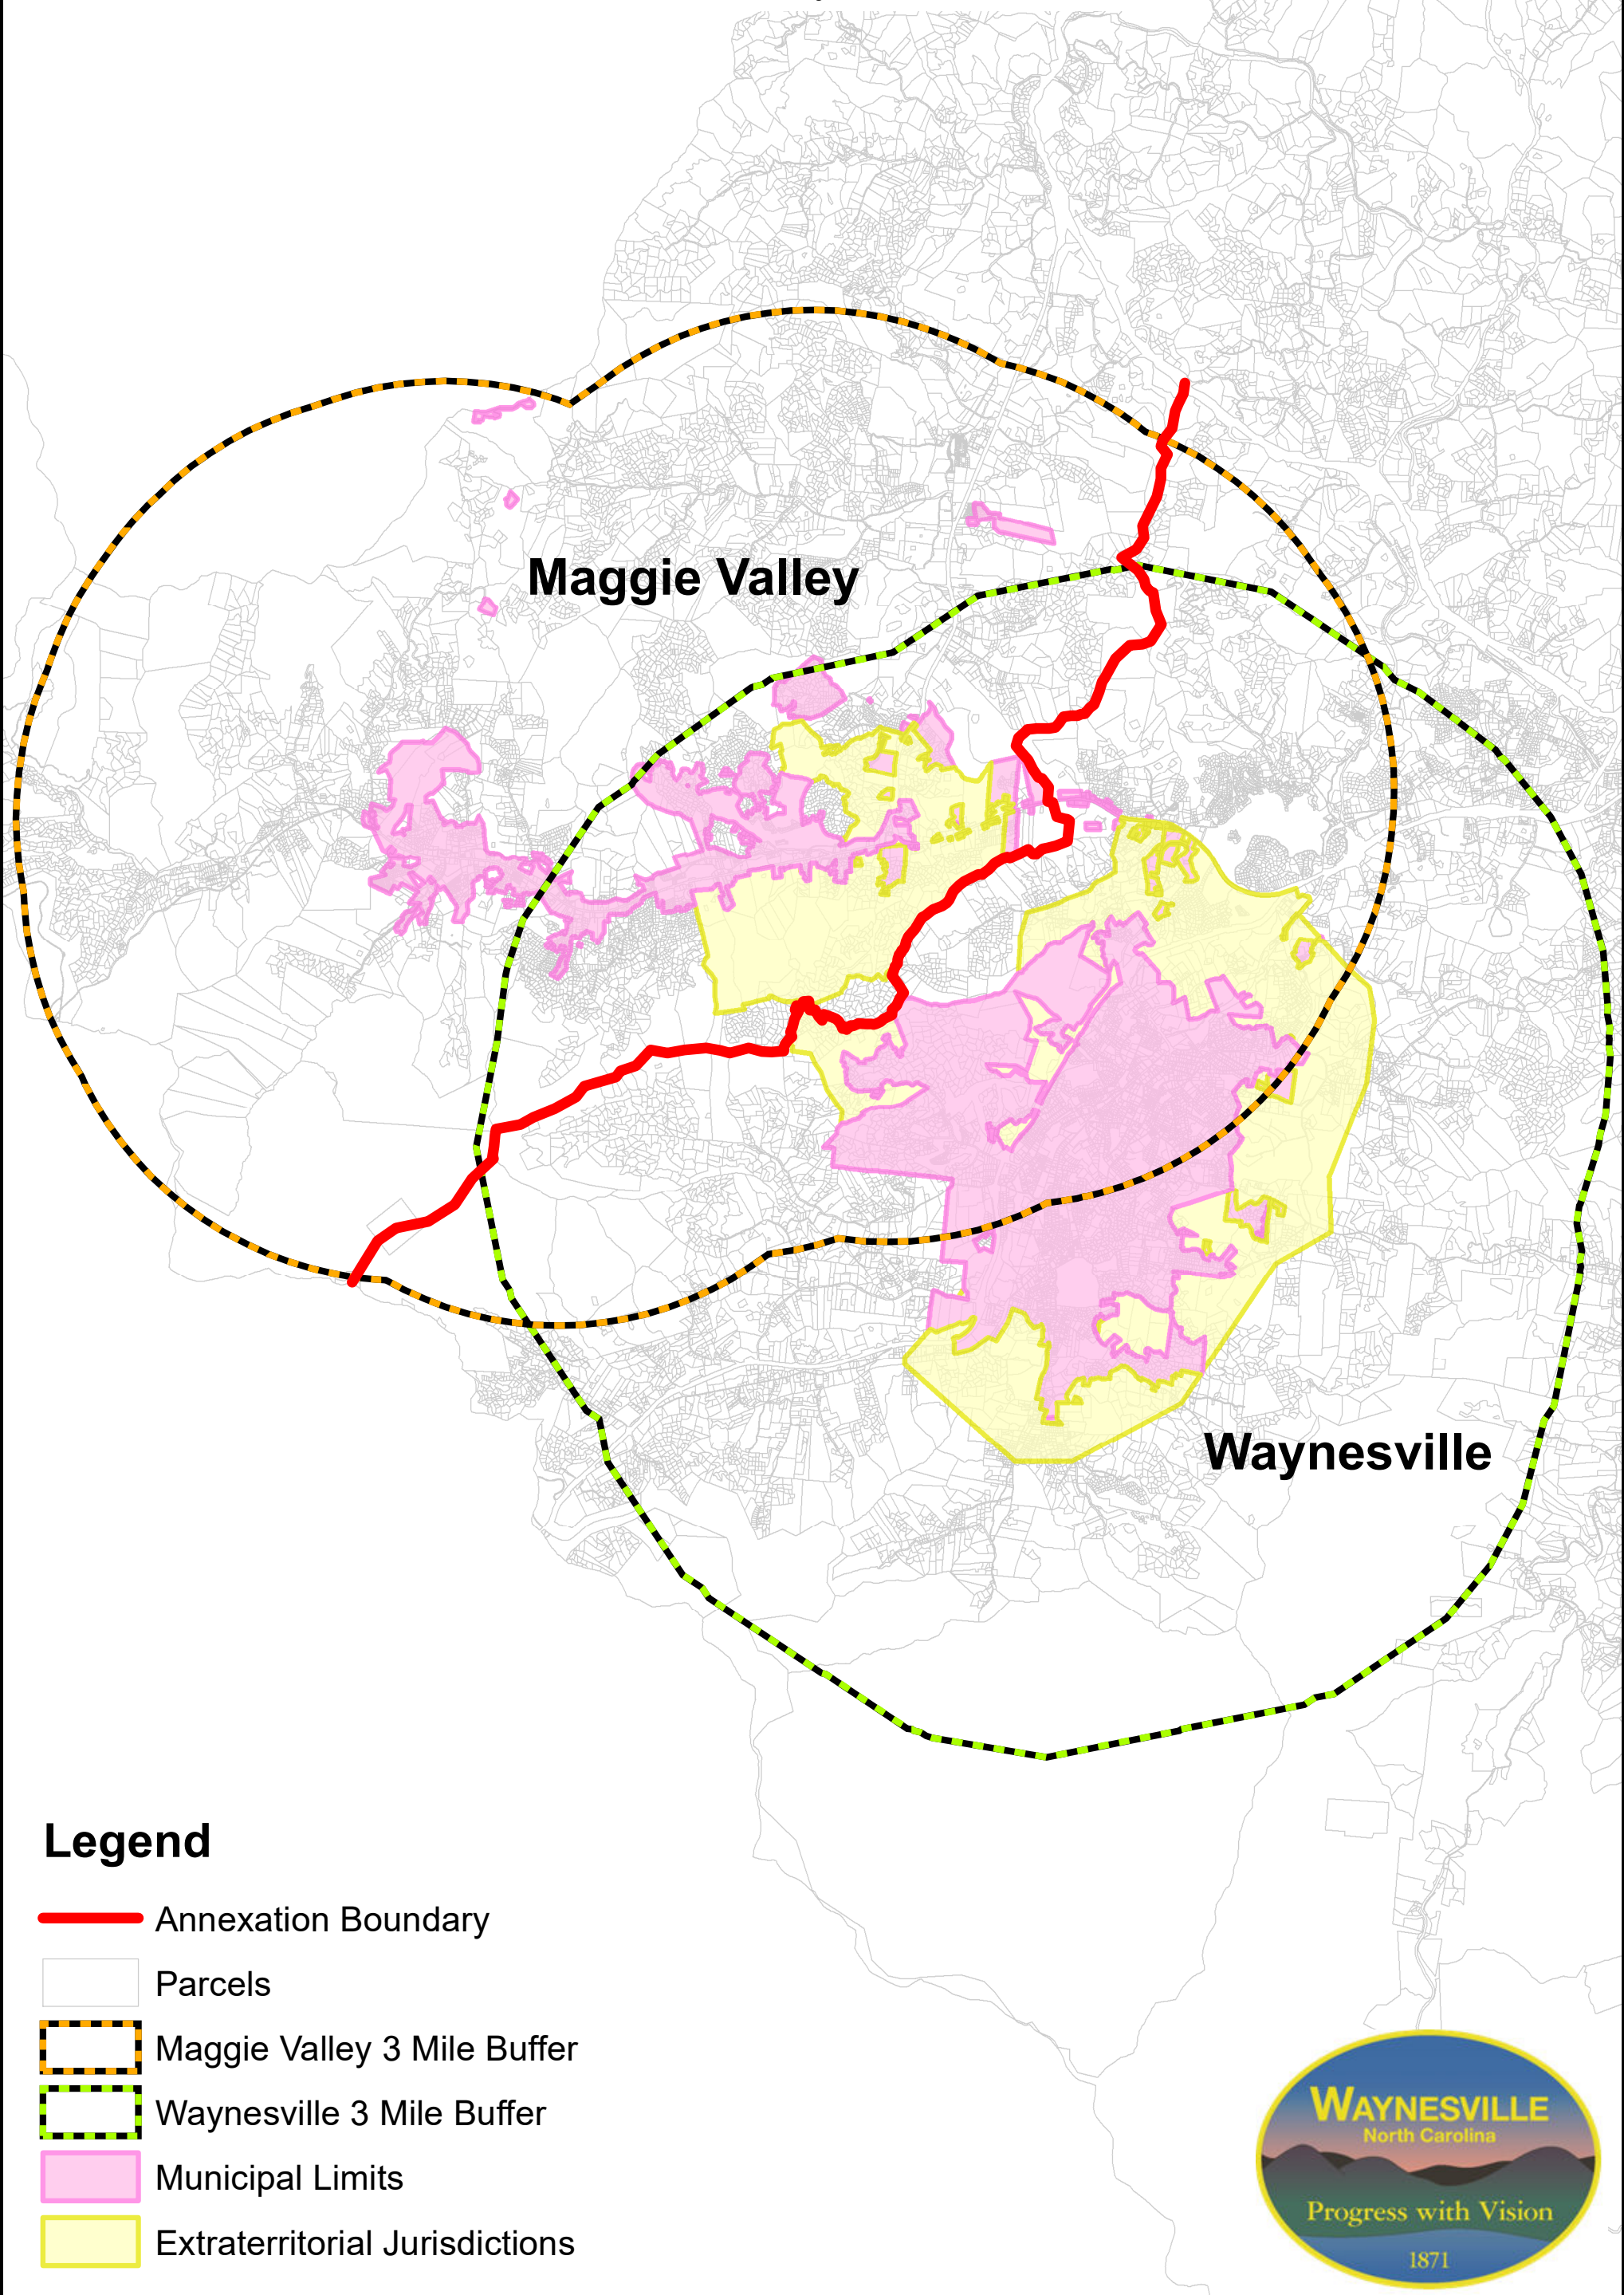 Maggie Valley
Waynesville
Legend
Annexation Boundary
Parcels
Maggie Valley 3 Mile Buffer
Waynesville 3 Mile Buffer
Municipal Limits
Extraterritorial Jurisdictions
WAYNESVILLE
North Carolina
Progress with Vision
1871